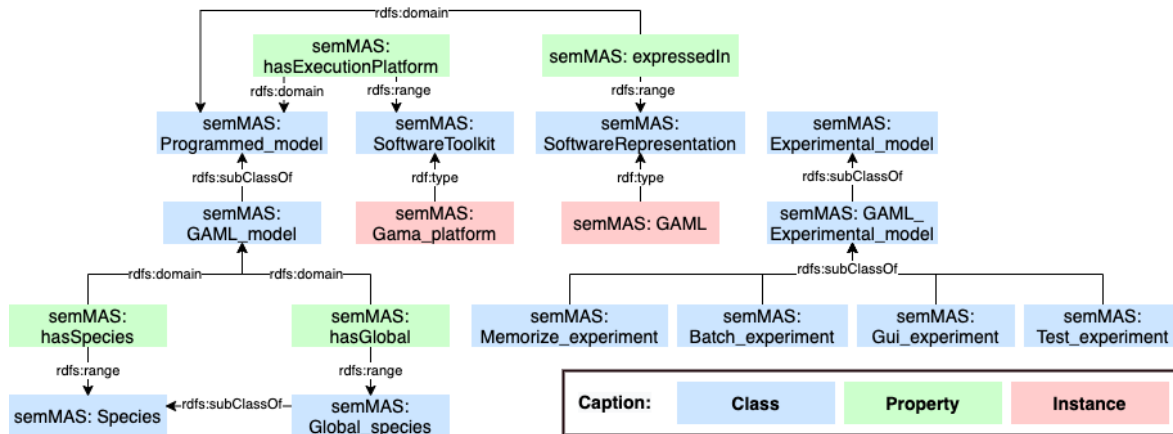 rdfs:domain
semMAS:
hasExecutionPlatform
semMAS: expressedIn
rdfs:domain
rdfs:range
rdfs:range
semMAS:
Programmed_model
semMAS:
SoftwareToolkit
semMAS:
SoftwareRepresentation
semMAS:
Experimental_model
rdfs:subClassOf
rdf:type
rdf:type
rdfs:subClassOf
semMAS:
GAML_model
semMAS:
Gama_platform
semMAS: GAML
semMAS: GAML_
Experimental_model
rdfs:domain
rdfs:domain
rdfs:subClassOf
semMAS:
hasSpecies
semMAS:
hasGlobal
semMAS:
Memorize_experiment
semMAS:
Batch_experiment
semMAS:
Gui_experiment
semMAS:
Test_experiment
rdfs:range
rdfs:range
semMAS: Species
rdfs:subClassOf
semMAS:
Global_species
Caption:
Class
Property
Instance